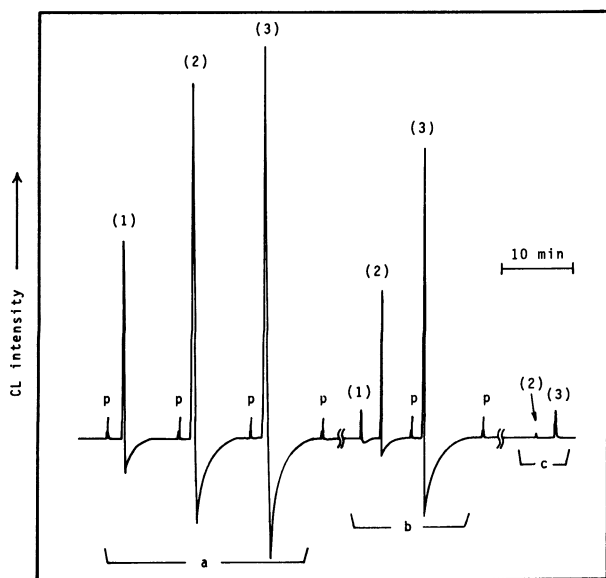 (3)
(2)
(1)
p
p
p
p
(1)
(2)
p
(3)
p
10 min
(2)
(3)
CL intensity
a
b
c